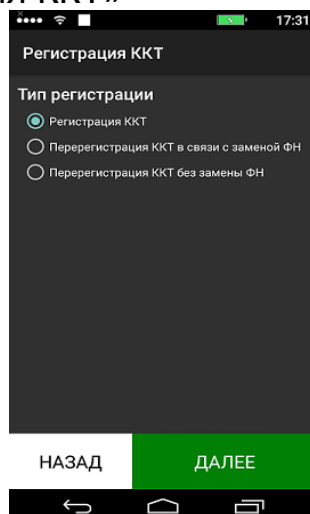 17:31
Регистрация ККТ
Тип регистрации
Регистрация ККТ
Перерегистрация ККТ в связи с заменой ФН
Перерегистрация ККТ без замены ФН
НАЗАД
ДАЛЕЕ